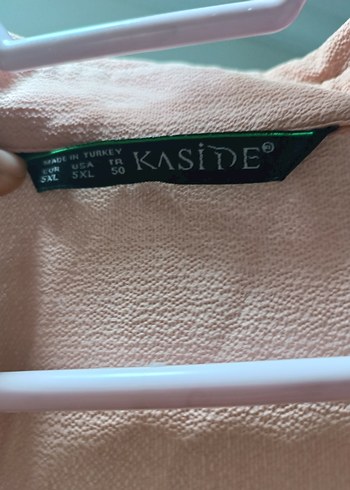 MADE IN TURKEY
EUR USA TR
5XL 5XL 50
KASİDE®